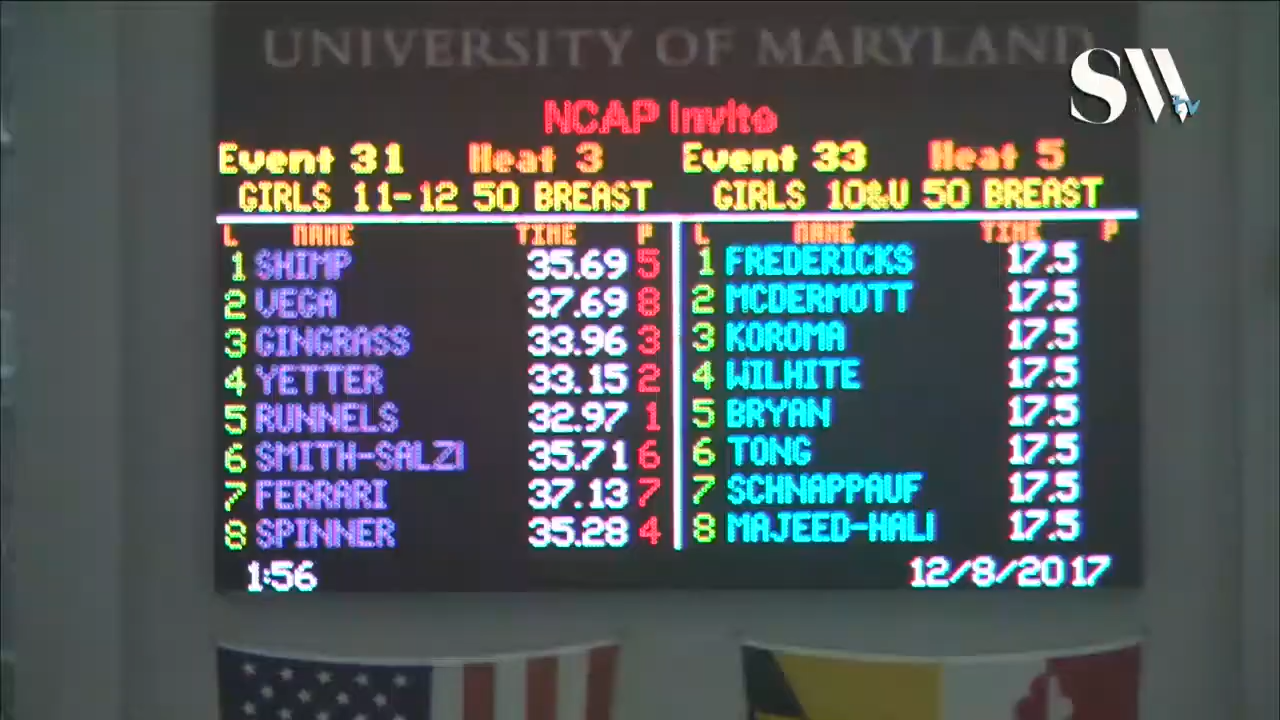 UNIVERSITY OF MARYLAND
SW
TV
NCAP Invite
Event 31 Heat 3 Event 33 Heat 5
GIRLS 11-12 50 BREAST GIRLS 10&U 50 BREAST
L NAME TIME P L NAME TIME P
1 SHIMP 35.69 5 1 FREDERICKS 17.5
2 VEGA 37.69 8 2 MCDERMOTT 17.5
3 GINGRASS 33.96 3 3 KOROMA 17.5
4 YETTER 33.15 2 4 WILHITE 17.5
5 RUNNELS 32.97 1 5 BRYAN 17.5
6 SMITH-SALZI 35.71 6 6 TONG 17.5
7 FERRARI 37.13 7 7 SCHNAPPAUF 17.5
8 SPINNER 35.28 4 8 MAJEED-HALI 17.5
1:56 12/8/2017